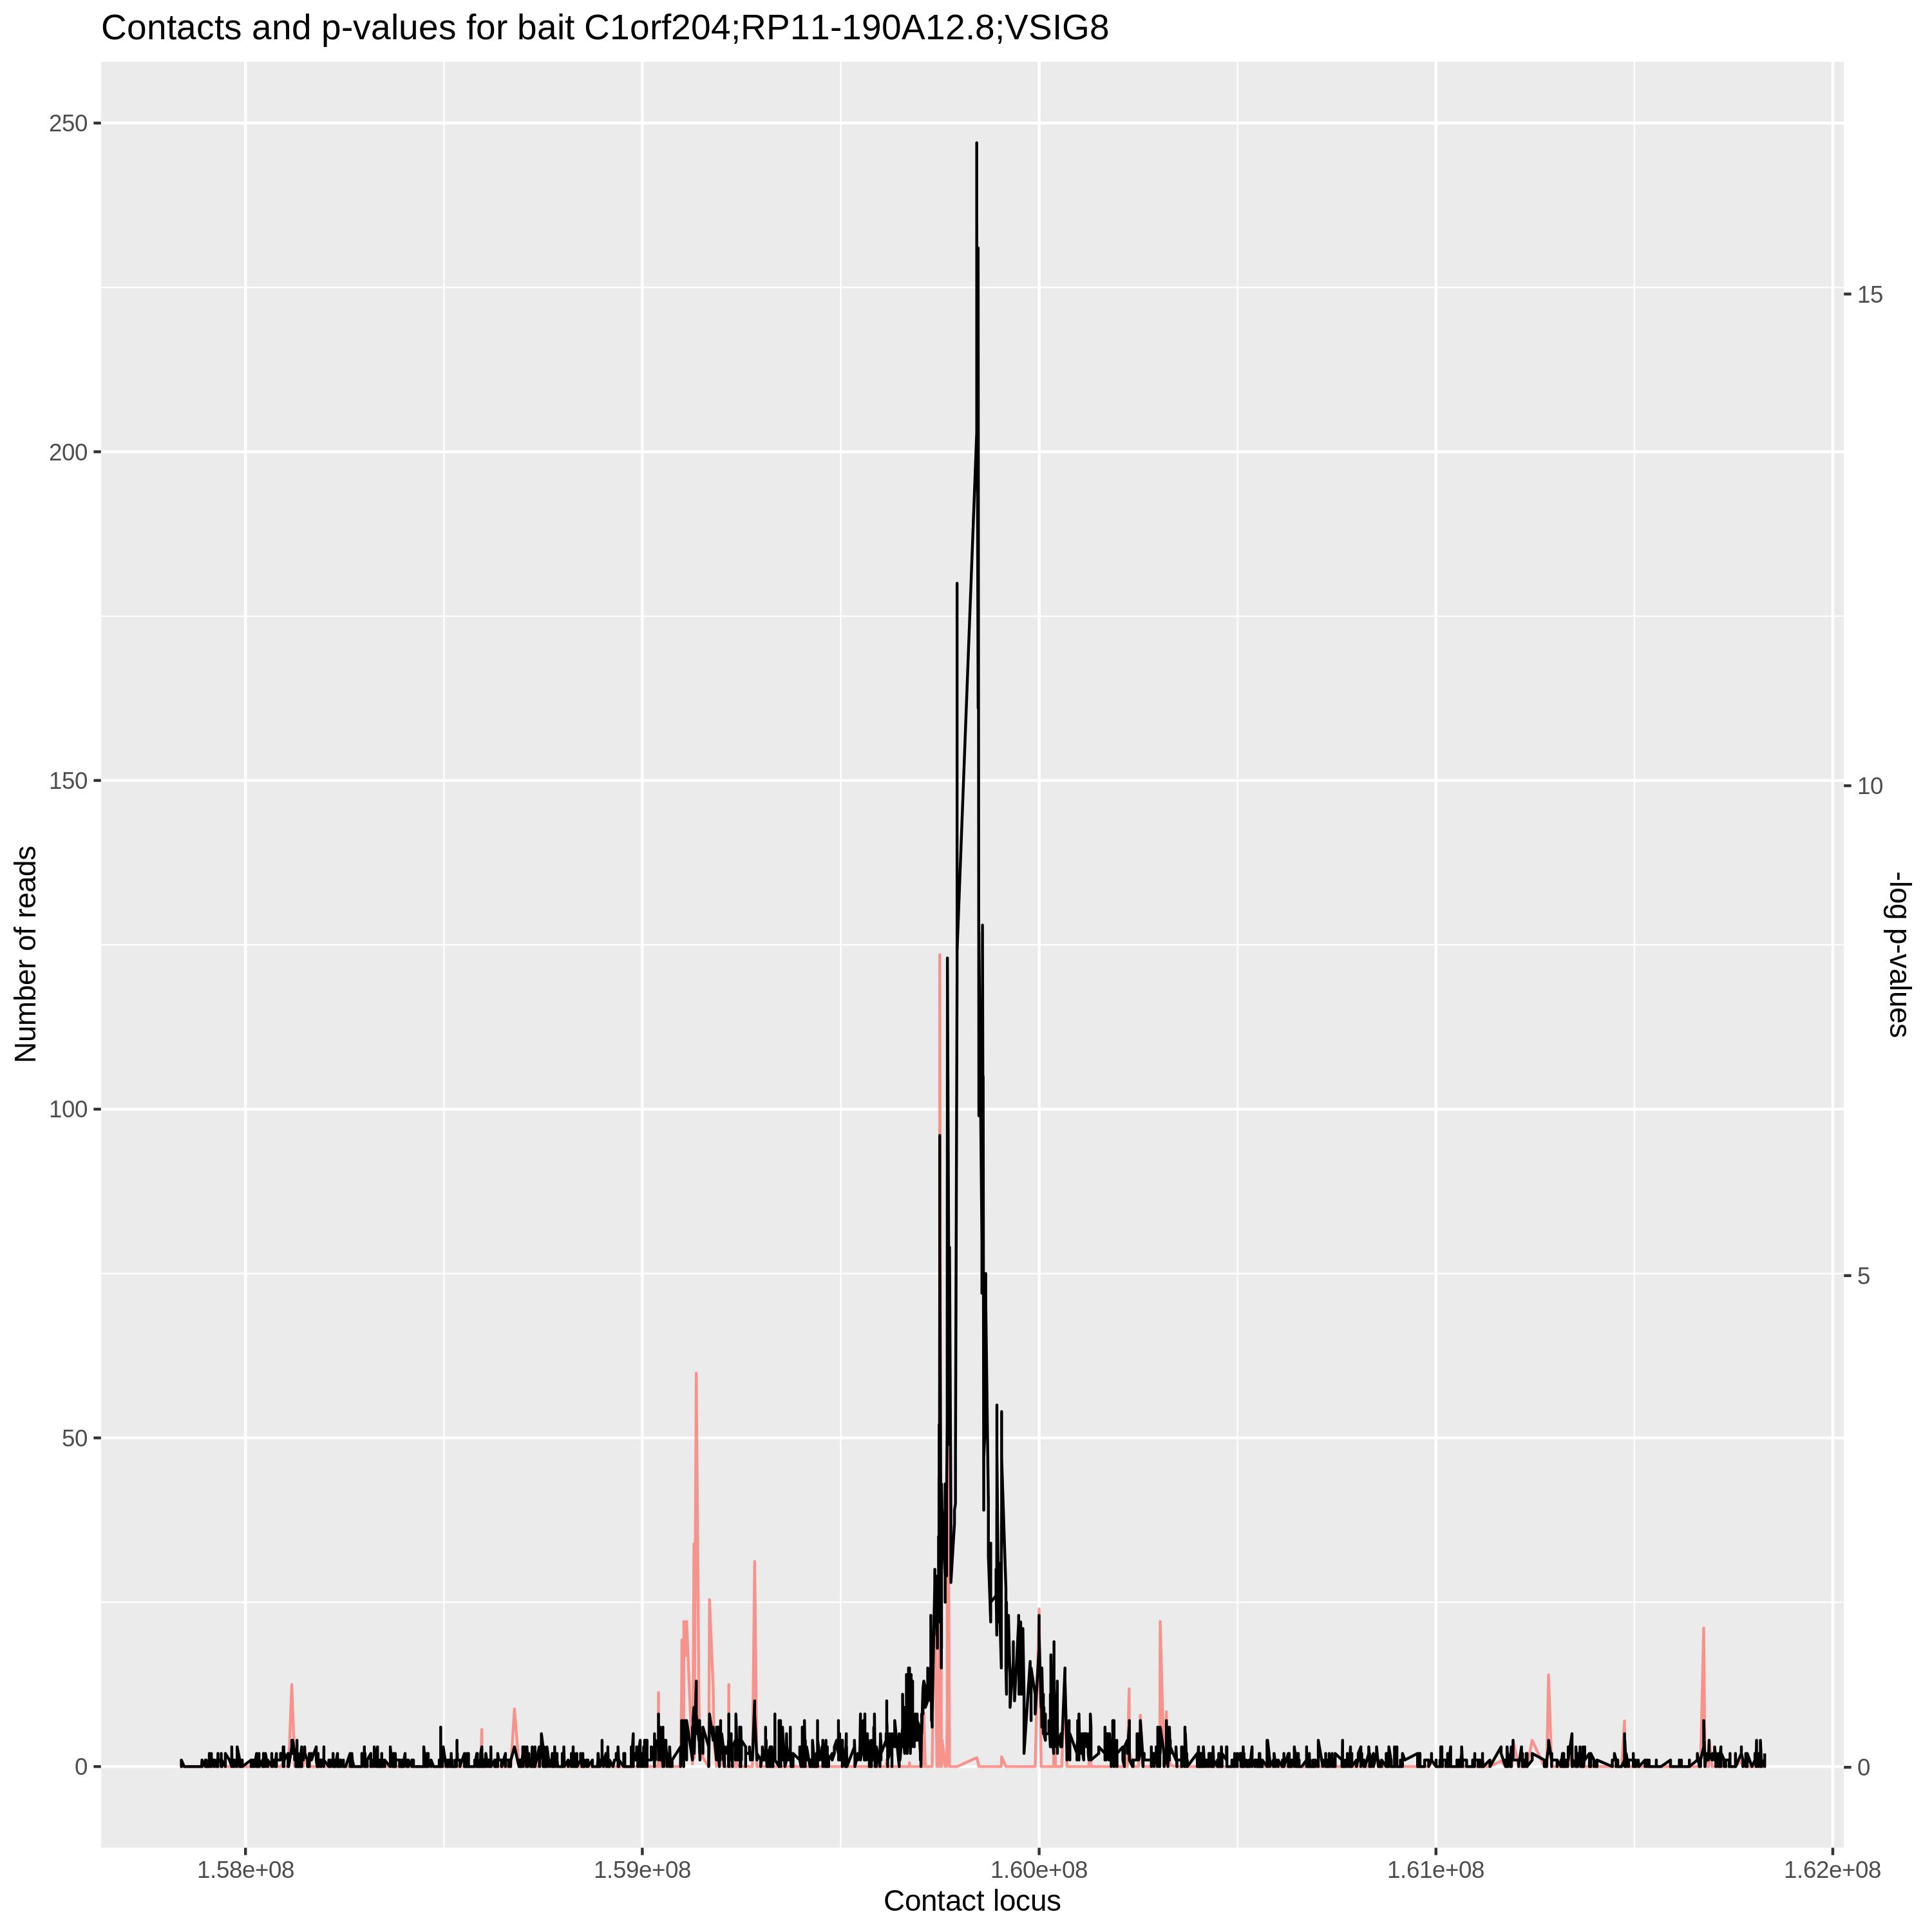 Contacts and p-values for bait C1orf204;RP11-190A12.8;VSIG8
250
200
150
100
50
0
Number of reads
15
10
5
0
-log p-values
1.58e+08 1.59e+08 1.60e+08 1.61e+08 1.62e+08
Contact locus